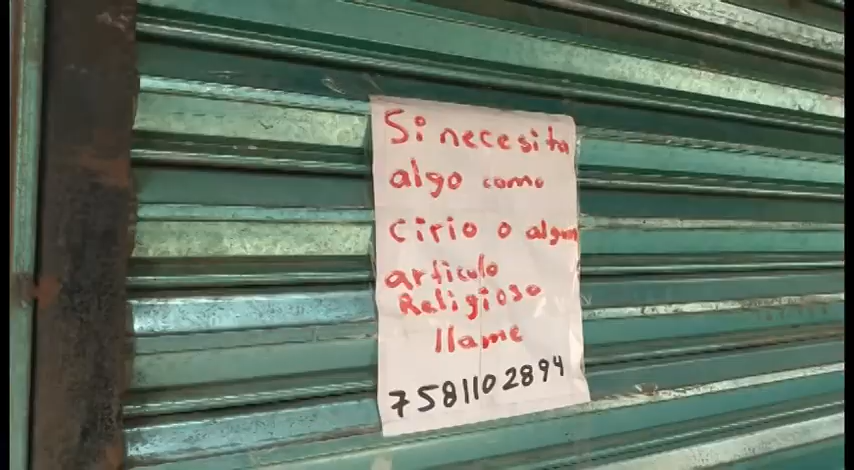 Si necesita
algo como
cirio o algun
articulo
Religioso
llame
7581102894